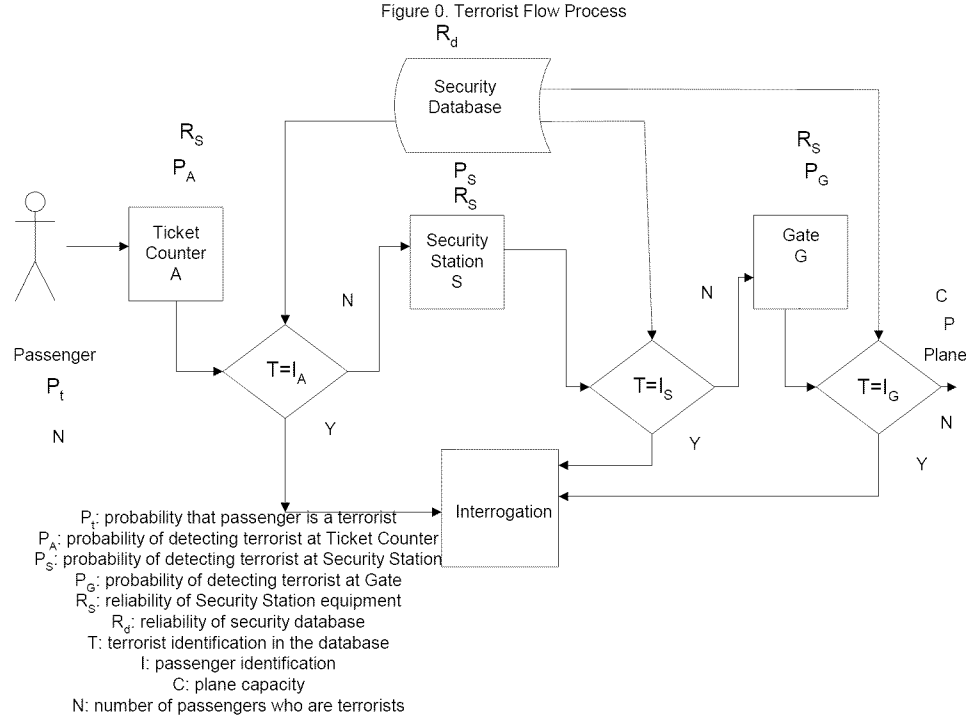 Figure 0. Terrorist Flow Process
R_d
Security
Database
R_S
P_A
P_S
R_S
R_S
P_G
Ticket
Counter
A
Security
Station
S
Gate
G
N
N
C
P
Plane
Passenger
P_t
N
T=I_A
T=I_S
T=I_G
Y
Y
N
Y
Interrogation
P_t: probability that passenger is a terrorist
P_A: probability of detecting terrorist at Ticket Counter
P_S: probability of detecting terrorist at Security Station
P_G: probability of detecting terrorist at Gate
R_S: reliability of Security Station equipment
R_d: reliability of security database
T: terrorist identification in the database
I: passenger identification
C: plane capacity
N: number of passengers who are terrorists